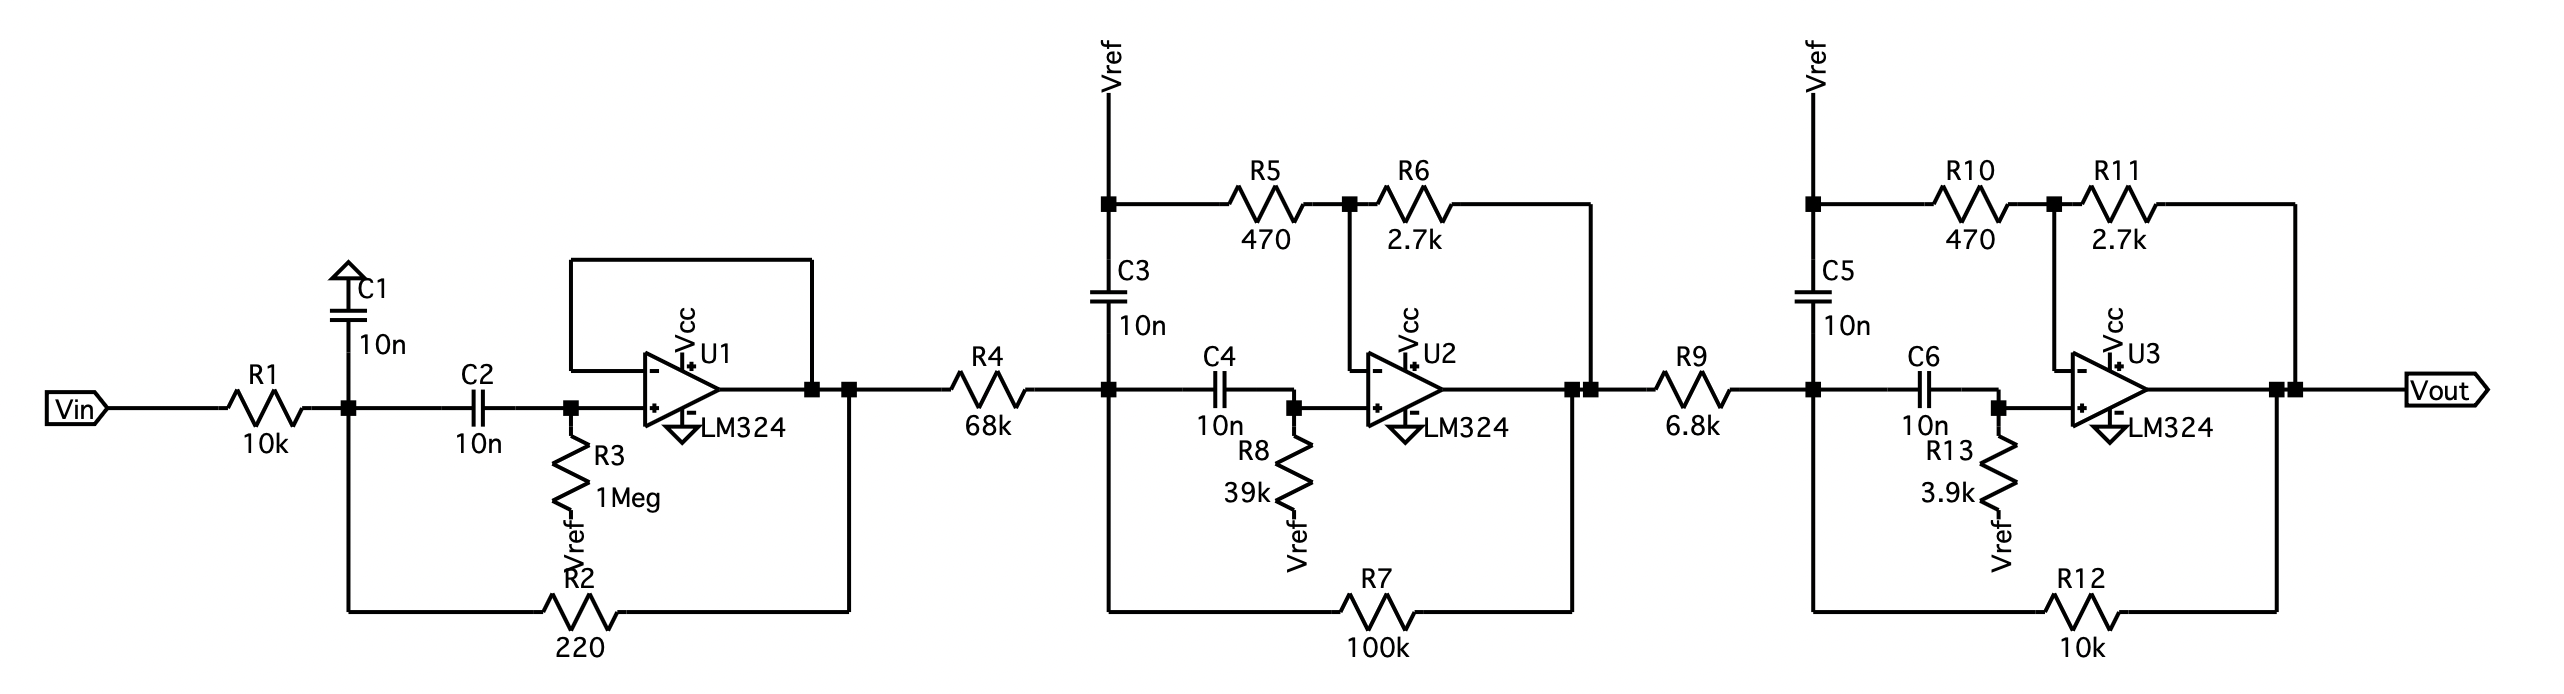 Vref
Vref
R5
R6
R10
R11
470
2.7k
470
2.7k
C3
C5
C1
10n
10n
10n
Vcc
U1
Vcc
U2
Vcc
U3
R1
C2
R4
C4
R9
C6
Vin
Vout
10k
10n
LM324
68k
10n
LM324
6.8k
10n
LM324
R3
R8
R13
1Meg
39k
3.9k
Vref
Vref
Vref
R2
R7
R12
220
100k
10k